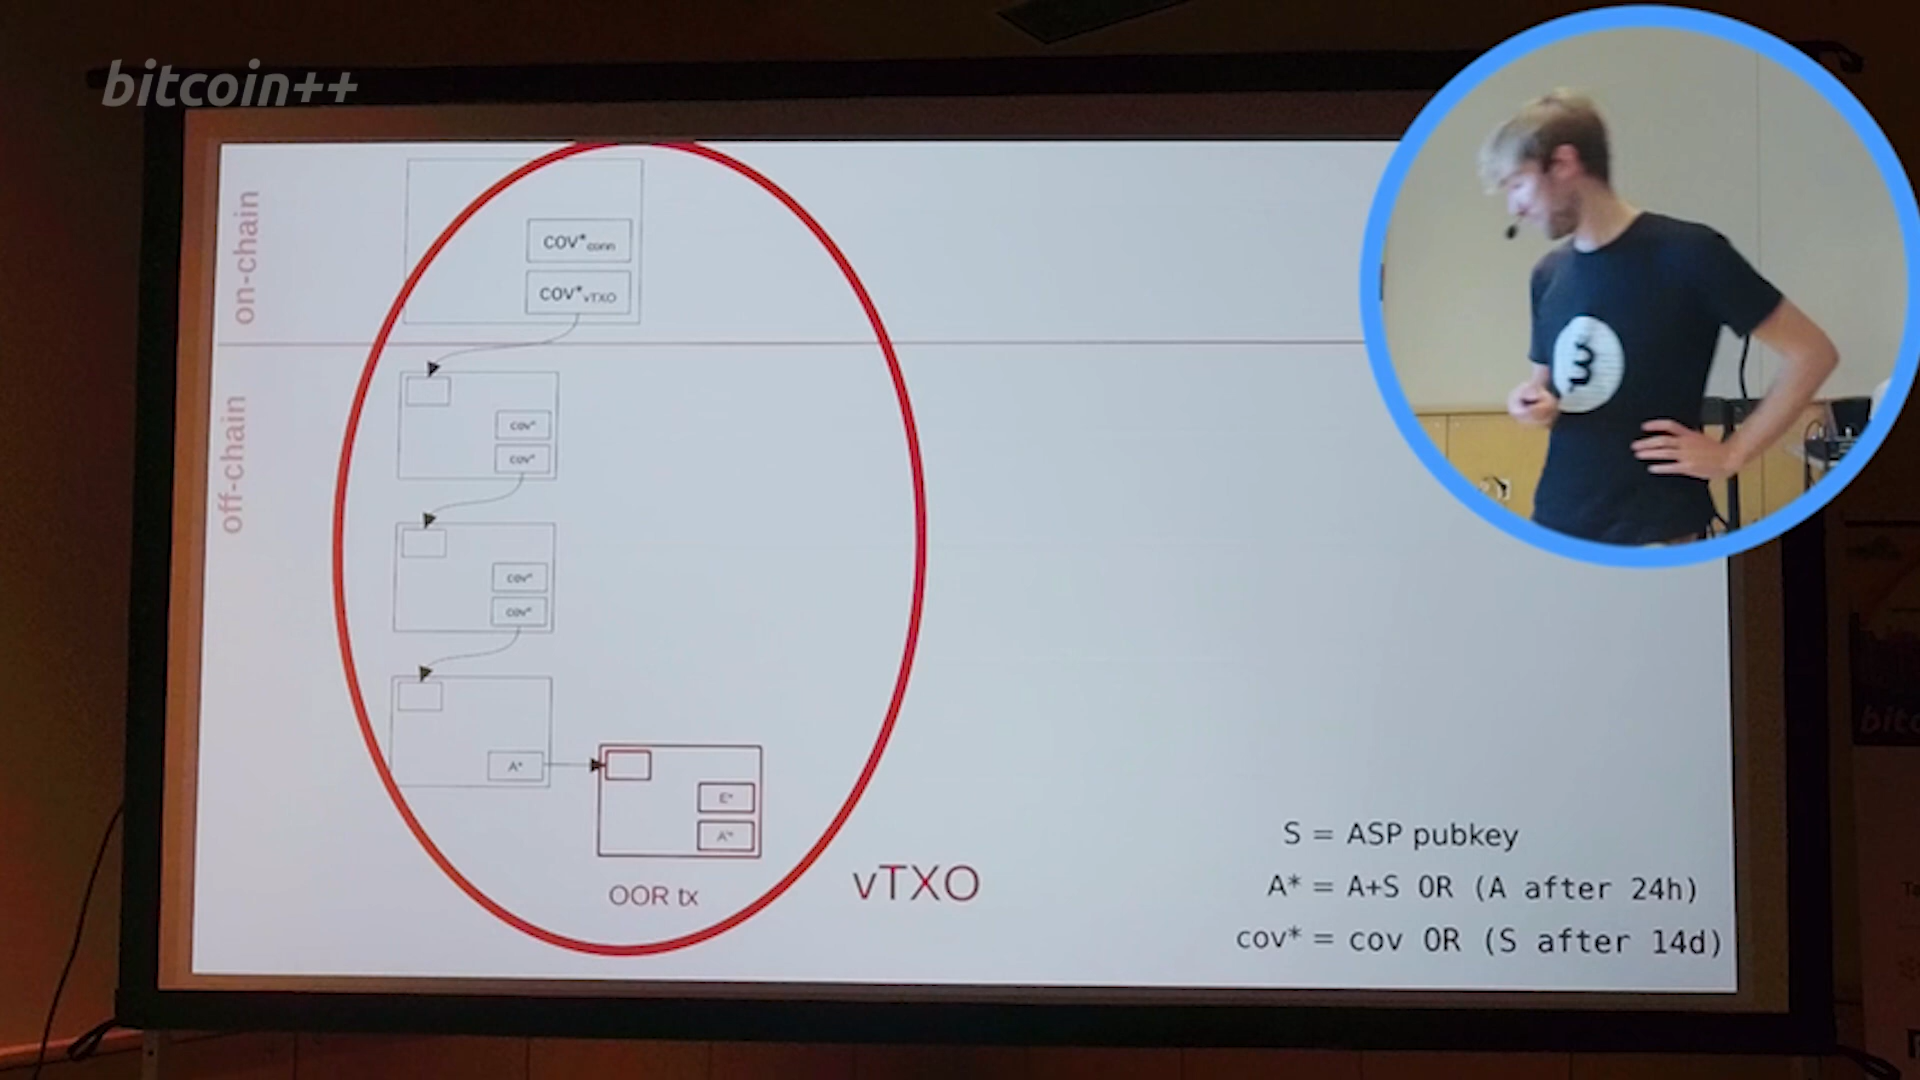 bitcoin++
on-chain
COV*conn
COV*vTXO
off-chain
cov*
cov*
cov*
cov*
A*
E*
A*
OOR tx
vTXO
S = ASP pubkey
A* = A+S OR (A after 24h)
cov* = cov OR (S after 14d)